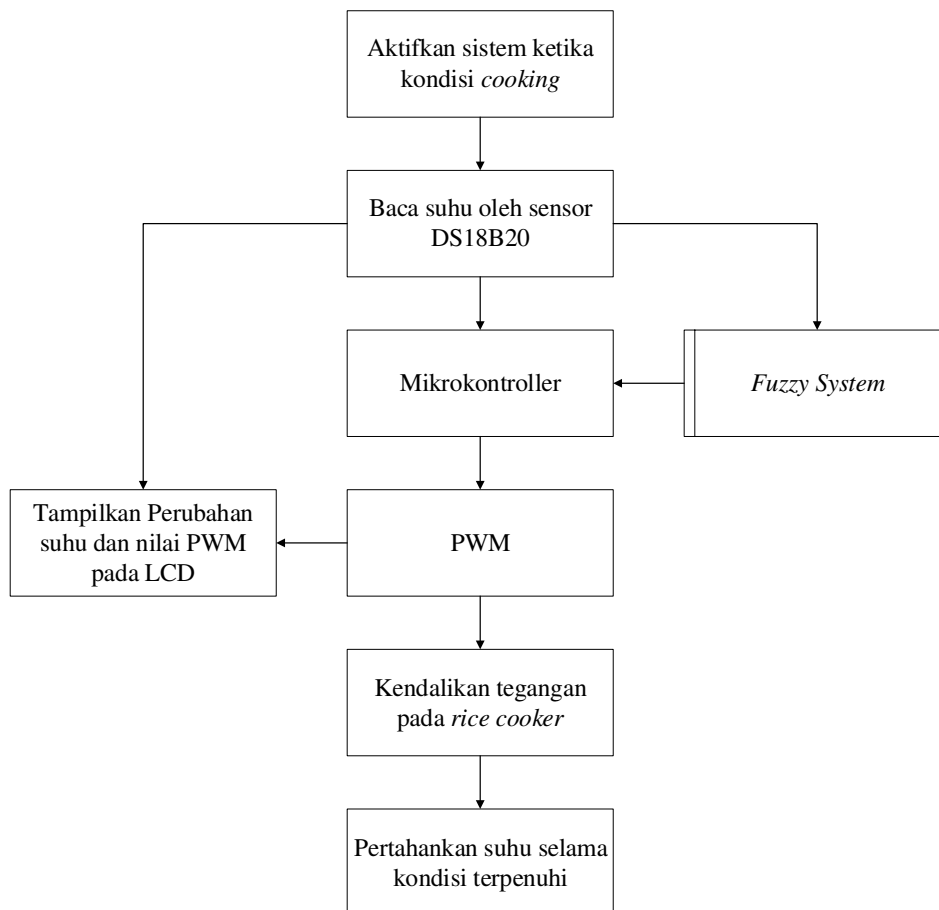 Aktifkan sistem ketika
kondisi cooking
Baca suhu oleh sensor
DS18B20
Mikrokontroller
Fuzzy System
Tampilkan Perubahan
suhu dan nilai PWM
pada LCD
PWM
Kendalikan tegangan
pada rice cooker
Pertahankan suhu selama
kondisi terpenuhi